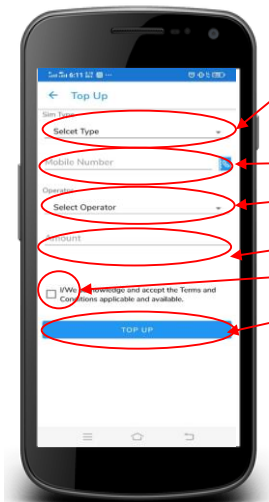 6:11
Top Up
Sim Type
Select Type
Mobile Number
Operator
Select Operator
Amount
I/We acknowledge and accept the Terms and
Conditions applicable and available.
TOP UP